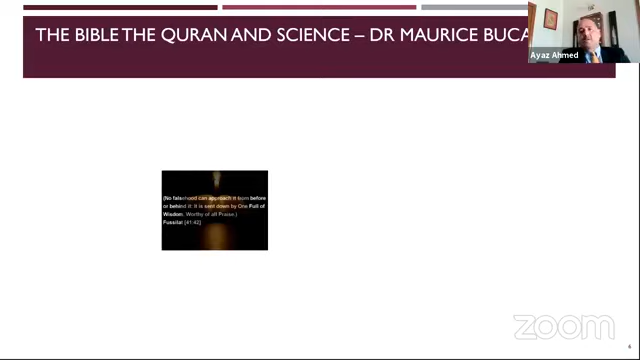 THE BIBLE THE QURAN AND SCIENCE – DR MAURICE BUCA
Ayaz Ahmed
(No falsehood can approach it from before
or behind it: It is sent down by One Full of
Wisdom, Worthy of all Praise.)
Fussilat [41:42]
zoom
6